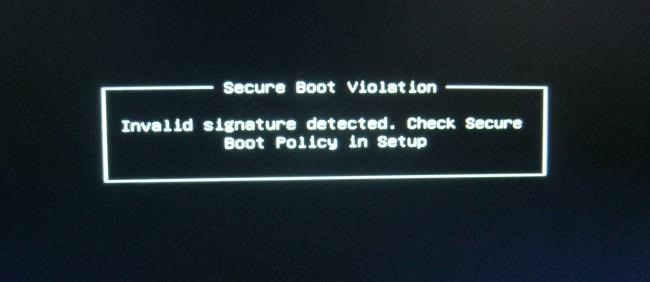 Secure Boot Violation
Invalid signature detected. Check Secure
Boot Policy in Setup